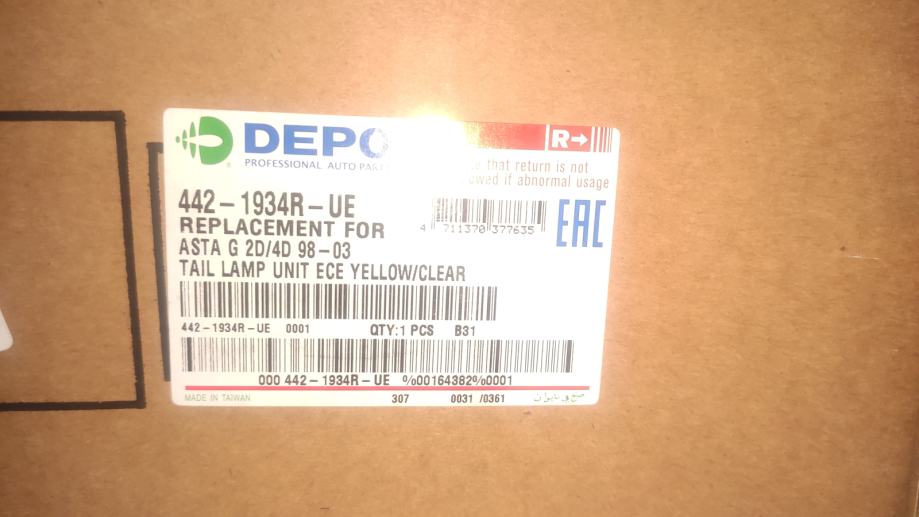 DEPO
PROFESSIONAL AUTO PARTS
R→
that return is not
if abnormal usage
442-1934R-UE
REPLACEMENT FOR
ASTA G 2D/4D 98-03
TAIL LAMP UNIT ECE YELLOW/CLEAR
4 711370 377635
EAC
442-1934R-UE 0001 QTY:1 PCS B31
000 442-1934R-UE %00164382%0001
MADE IN TAIWAN 307 0031 /0361